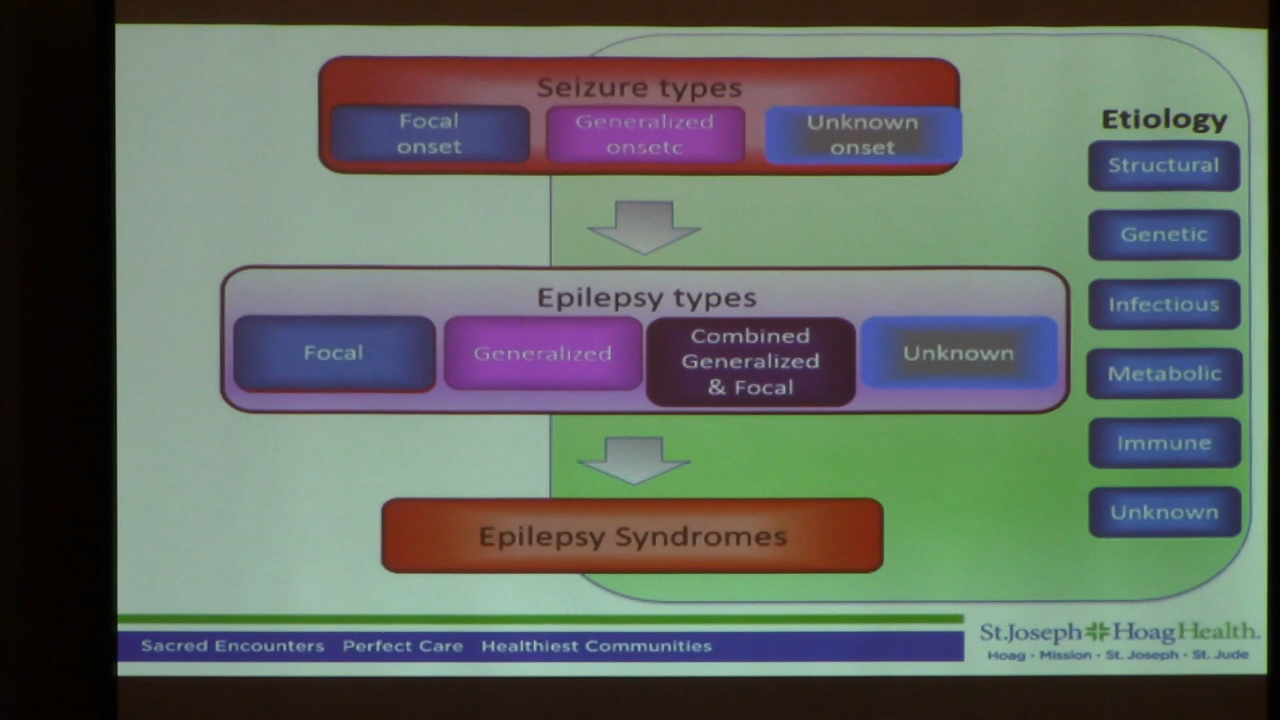 Seizure types
Focal
onset
Generalized
onsetc
Unknown
onset
Etiology
Structural
Genetic
Infectious
Metabolic
Immune
Unknown
Epilepsy types
Focal
Generalized
Combined
Generalized
& Focal
Unknown
Epilepsy Syndromes
Sacred Encounters Perfect Care Healthiest Communities
St.Joseph HoagHealth.
Hoag · Mission · St. Joseph · St. Jude